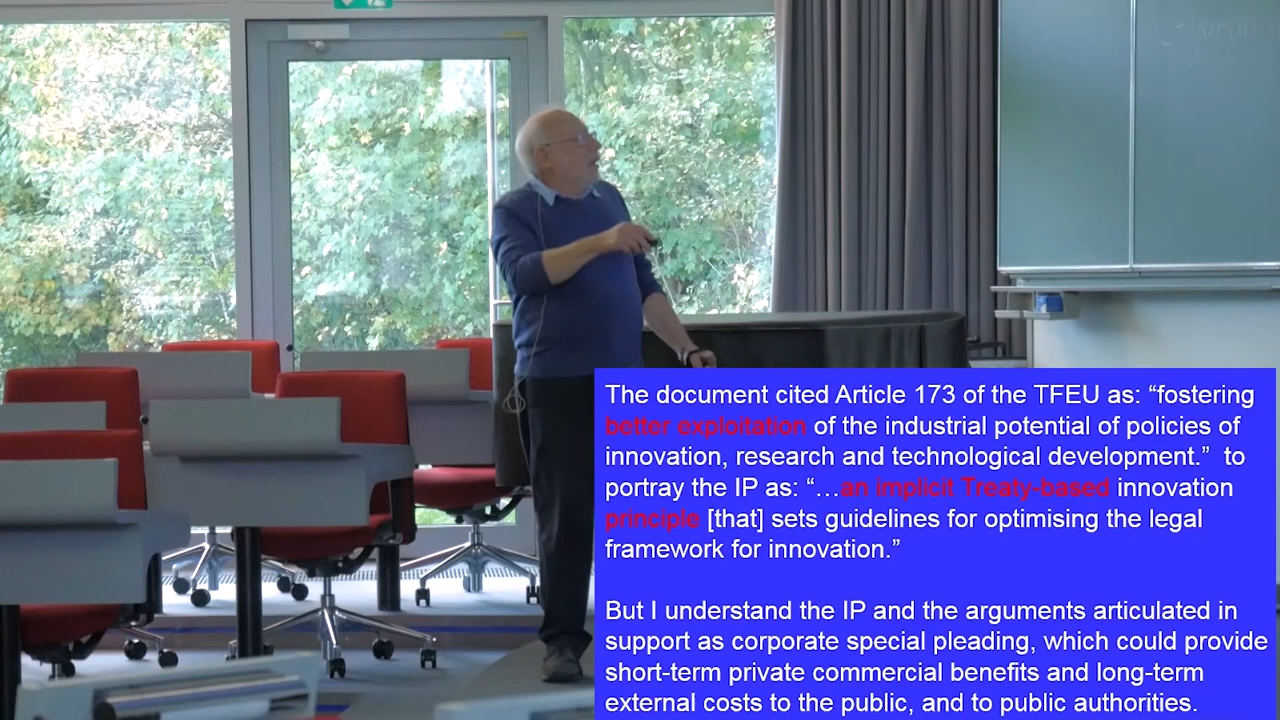 The document cited Article 173 of the TFEU as: “fostering
better exploitation of the industrial potential of policies of
innovation, research and technological development.”  to
portray the IP as: “…an implicit Treaty-based innovation
principle [that] sets guidelines for optimising the legal
framework for innovation.”
But I understand the IP and the arguments articulated in
support as corporate special pleading, which could provide
short-term private commercial benefits and long-term
external costs to the public, and to public authorities.